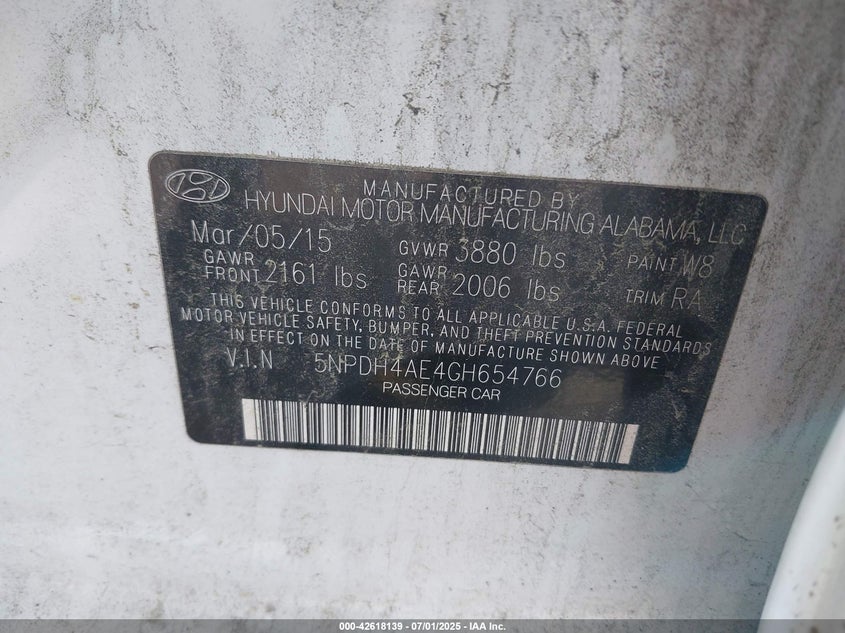 MANUFACTURED BY
HYUNDAI MOTOR MANUFACTURING ALABAMA, LLC
Mar/05/15 GVWR 3880 lbs PAINT W8
GAWR FRONT 2161 lbs GAWR REAR 2006 lbs TRIM RA
THIS VEHICLE CONFORMS TO ALL APPLICABLE U.S.A. FEDERAL
MOTOR VEHICLE SAFETY, BUMPER, AND THEFT PREVENTION STANDARDS
IN EFFECT ON THE DATE OF MANUFACTURE SHOWN ABOVE.
V.I.N 5NPDH4AE4GH654766
PASSENGER CAR
000-42618139 - 07/01/2025 - IAA Inc.